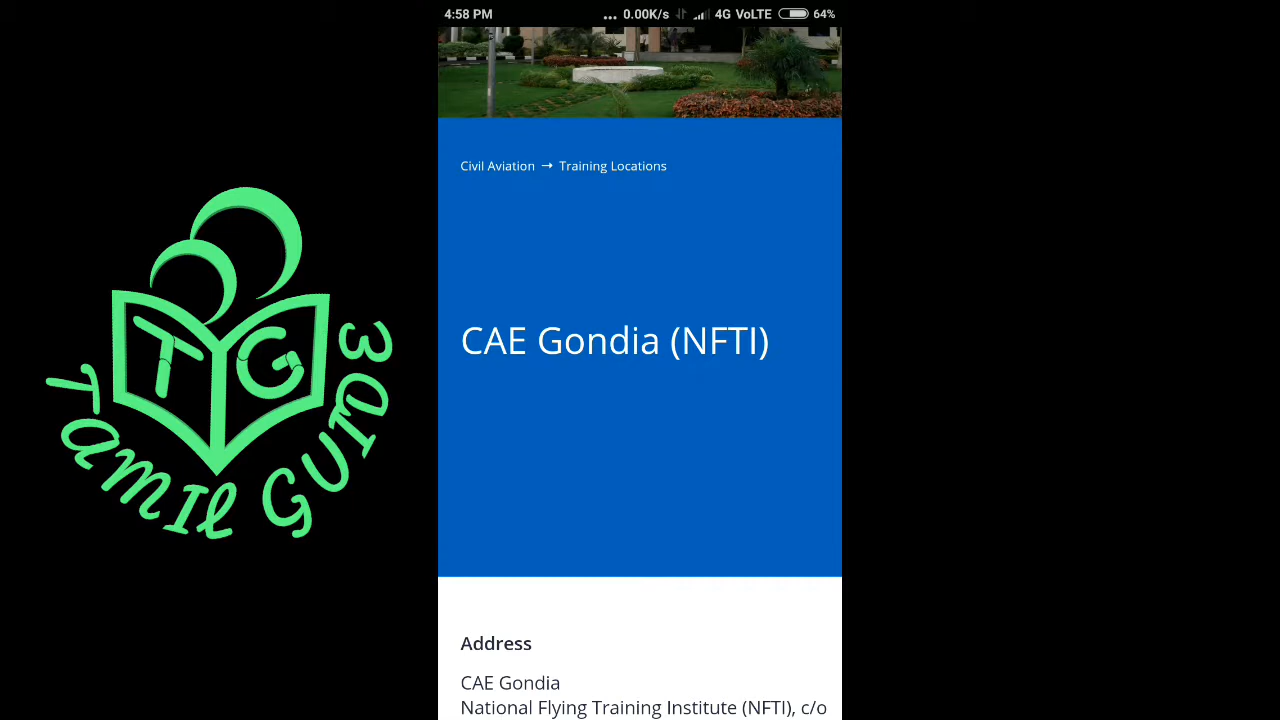 4:58 PM ... 0.00K/s 4G VoLTE 64%
Civil Aviation → Training Locations
CAE Gondia (NFTI)
TG
TAMIL GUIDE
Address
CAE Gondia
National Flying Training Institute (NFTI), c/o